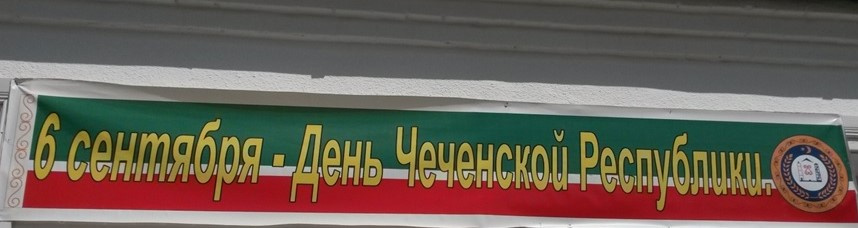 6 сентября - День Чеченской Республики.